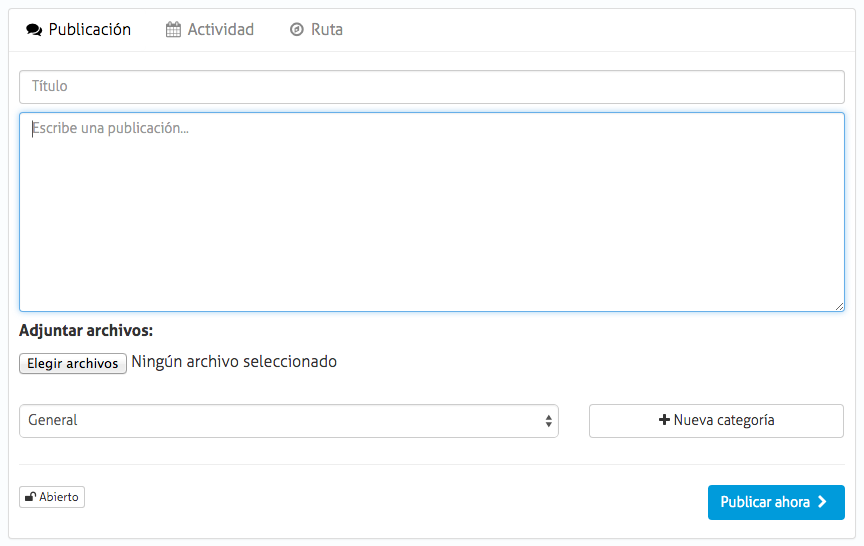 Publicación Actividad Ruta
Título
Escribe una publicación...
Adjuntar archivos:
Elegir archivos Ningún archivo seleccionado
General Nueva categoría
Abierto Publicar ahora